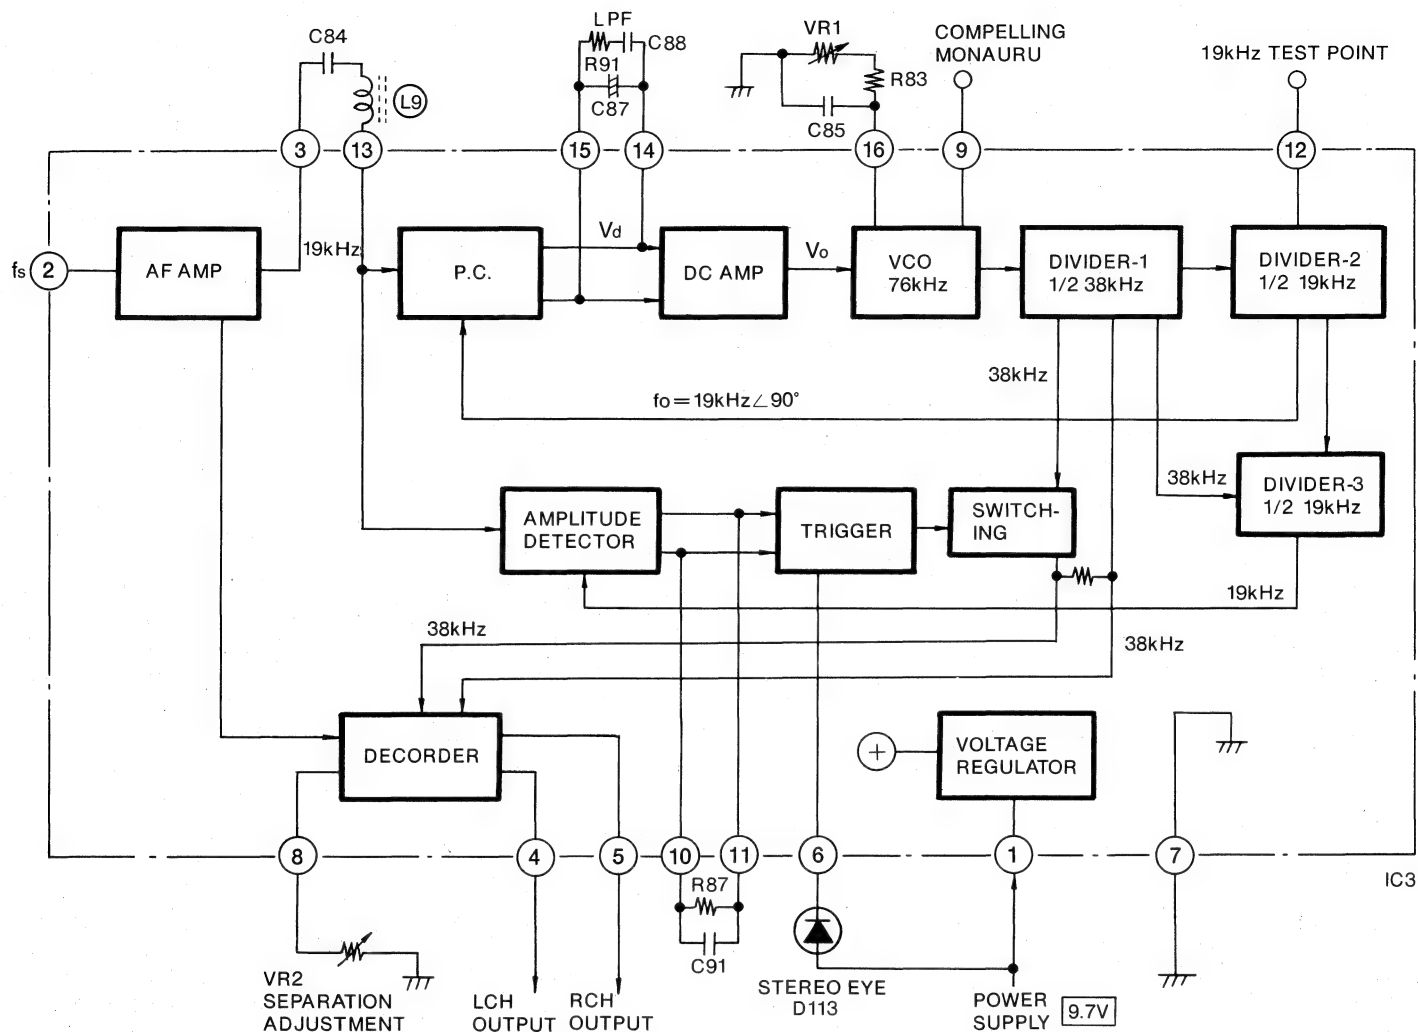 C84
L9
LPF
C88
R91
C87
VR1
R83
C85
COMPELLING
MONAURU
19kHz TEST POINT
3
13
15
14
16
9
12
fs
2
AF AMP
19kHz
P.C.
Vd
DC AMP
Vo
VCO
76kHz
DIVIDER-1
1/2 38kHz
DIVIDER-2
1/2 19kHz
38kHz
fo=19kHz∠90°
38kHz
DIVIDER-3
1/2 19kHz
AMPLITUDE
DETECTOR
TRIGGER
SWITCH-
ING
19kHz
38kHz
38kHz
DECORDER
+
VOLTAGE
REGULATOR
8
4
5
10
11
6
1
7
IC3
R87
C91
VR2
SEPARATION
ADJUSTMENT
LCH
OUTPUT
RCH
OUTPUT
STEREO EYE
D113
POWER
SUPPLY
9.7V